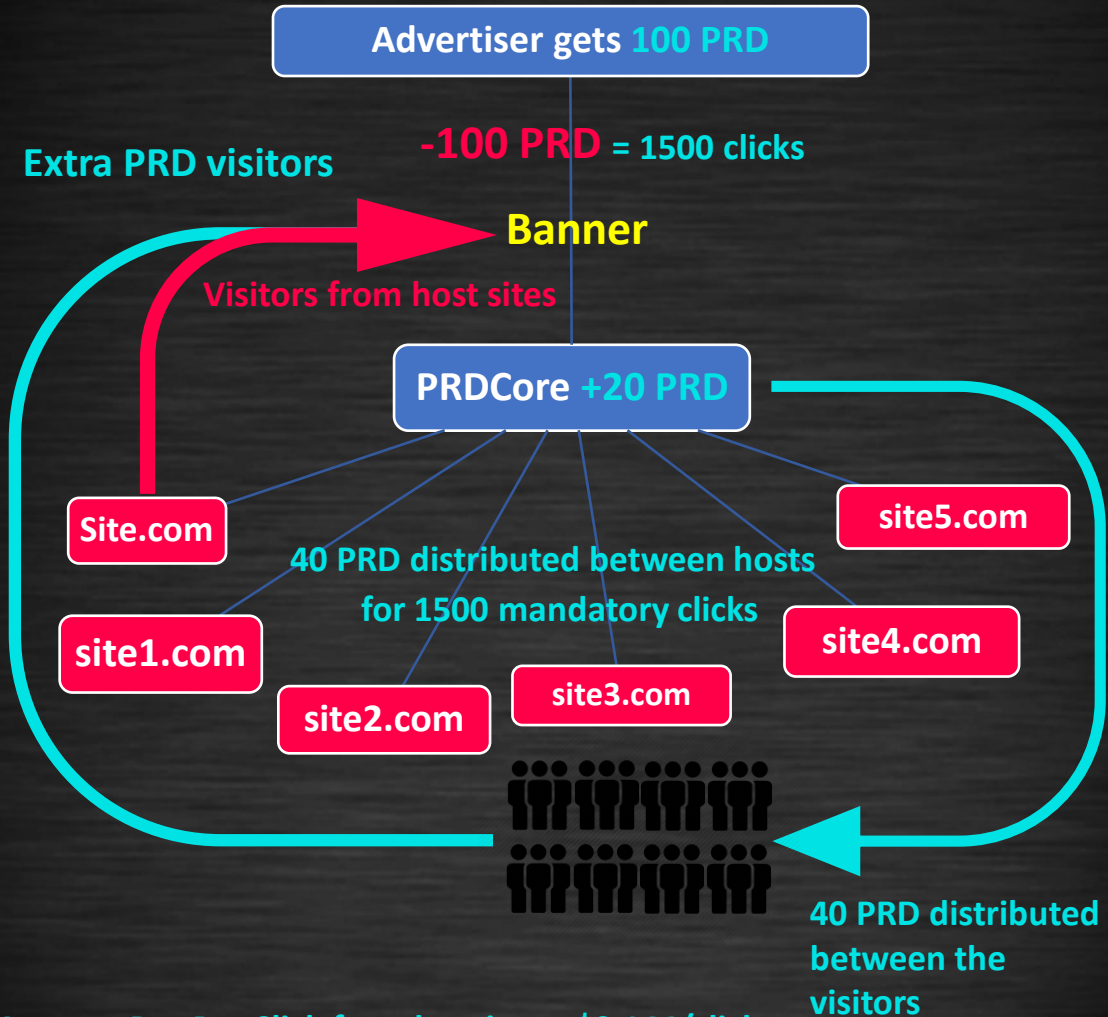 Advertiser gets 100 PRD
-100 PRD = 1500 clicks
Extra PRD visitors
Banner
Visitors from host sites
PRDCore +20 PRD
Site.com
site5.com
40 PRD distributed between hosts
for 1500 mandatory clicks
site1.com
site4.com
site2.com
site3.com
40 PRD distributed
between the
visitors